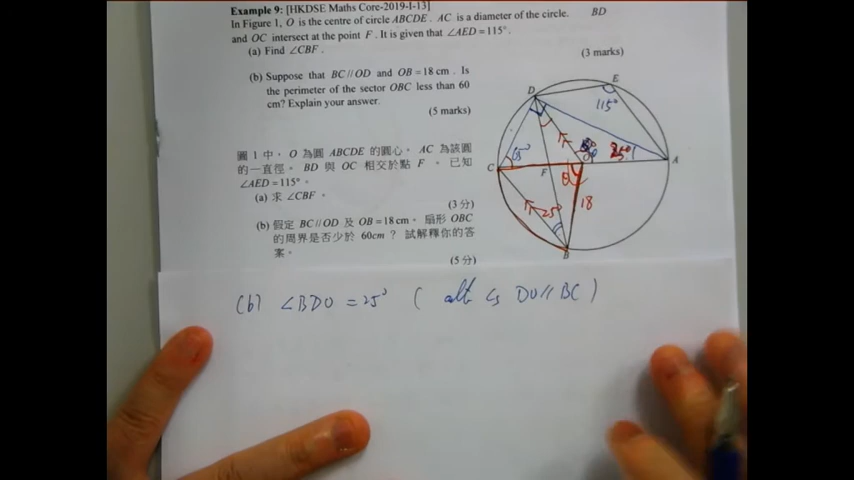 Example 9: [HKDSE Maths Core-2019-I-13]
In Figure 1, O is the centre of circle ABCDE. AC is a diameter of the circle. BD
and OC intersect at the point F. It is given that ∠AED=115°.
(a) Find ∠CBF.
(3 marks)
(b) Suppose that BC//OD and OB=18 cm. Is
the perimeter of the sector OBC less than 60
cm? Explain your answer.
(5 marks)
圖 1 中，O 為圓 ABCDE 的圓心。AC 為該圓
的一直徑。BD 與 OC 相交於點 F。已知
∠AED=115°。
(a) 求 ∠CBF。
(3 分)
(b) 假定 BC//OD 及 OB=18 cm。扇形 OBC
的周界是否少於 60cm？試解釋你的答
案。
(5 分)
D
E
115°
C
65°
F
θ
25°
A
25°
18
B
(b) ∠BDO = 25° ( alt ∠s DO//BC )